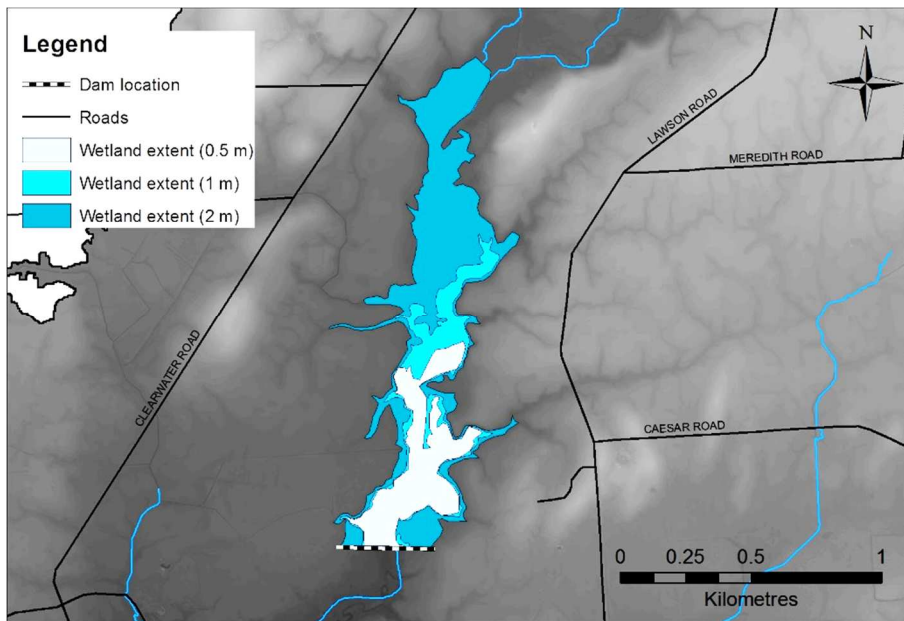 Legend
Dam location
Roads
Wetland extent (0.5 m)
Wetland extent (1 m)
Wetland extent (2 m)
N
LAWSON ROAD
MEREDITH ROAD
CLEARWATER ROAD
CAESAR ROAD
0 0.25 0.5 1
Kilometres